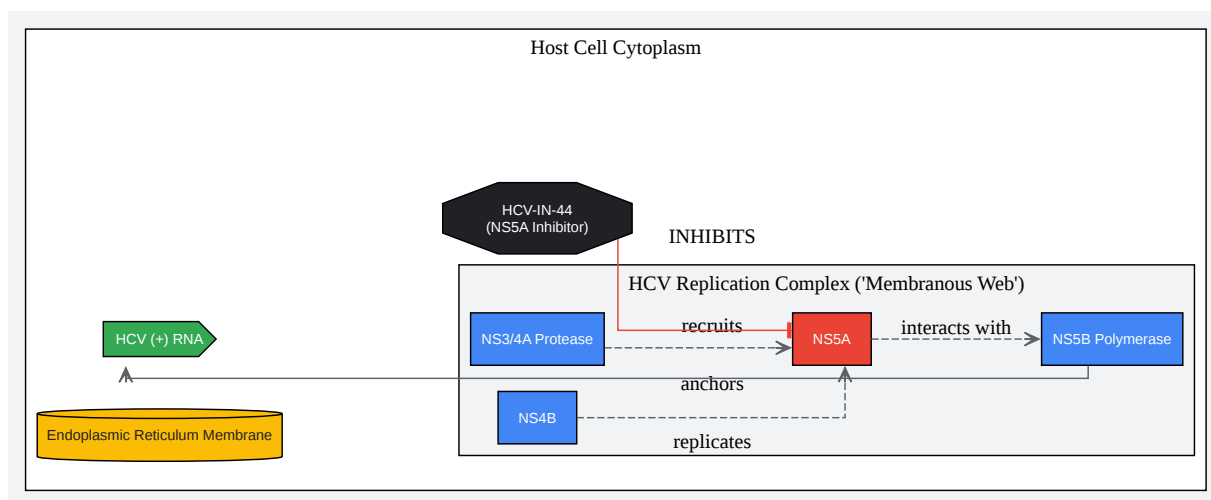 Host Cell Cytoplasm
HCV-IN-44
(NS5A Inhibitor)
INHIBITS
HCV Replication Complex ('Membranous Web')
HCV (+) RNA
NS3/4A Protease
recruits
NS5A
interacts with
NS5B Polymerase
anchors
NS4B
Endoplasmic Reticulum Membrane
replicates